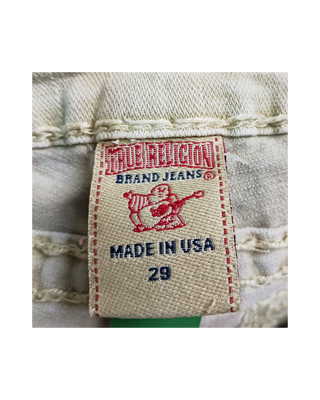 TRUE RELIGION
BRAND JEANS®
MADE IN USA
29